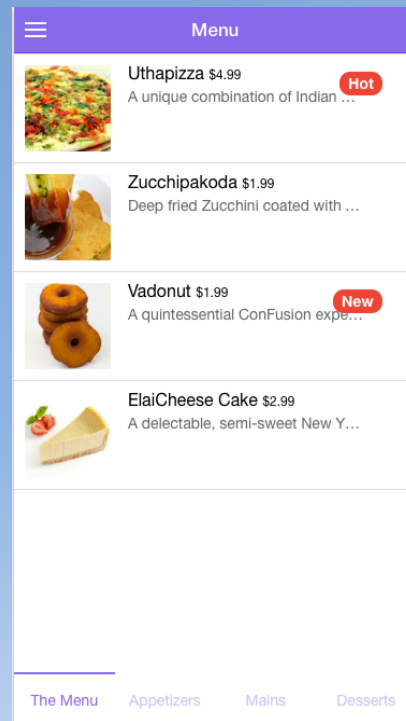 Menu
Uthapizza $4.99
Hot
A unique combination of Indian …
Zucchipakoda $1.99
Deep fried Zucchini coated with …
Vadonut $1.99
New
A quintessential ConFusion expe…
ElaiCheese Cake $2.99
A delectable, semi-sweet New Y…
The Menu Appetizers Mains Desserts